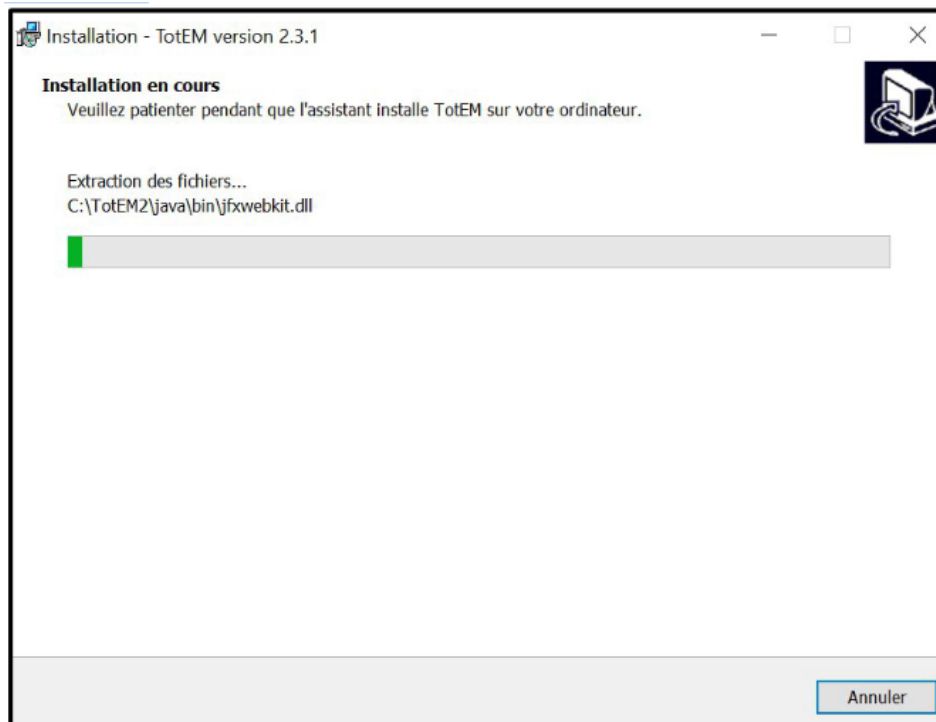 Installation - TotEM version 2.3.1
Installation en cours
Veuillez patienter pendant que l'assistant installe TotEM sur votre ordinateur.
Extraction des fichiers...
C:\TotEM2\java\bin\jfxwebkit.dll
Annuler